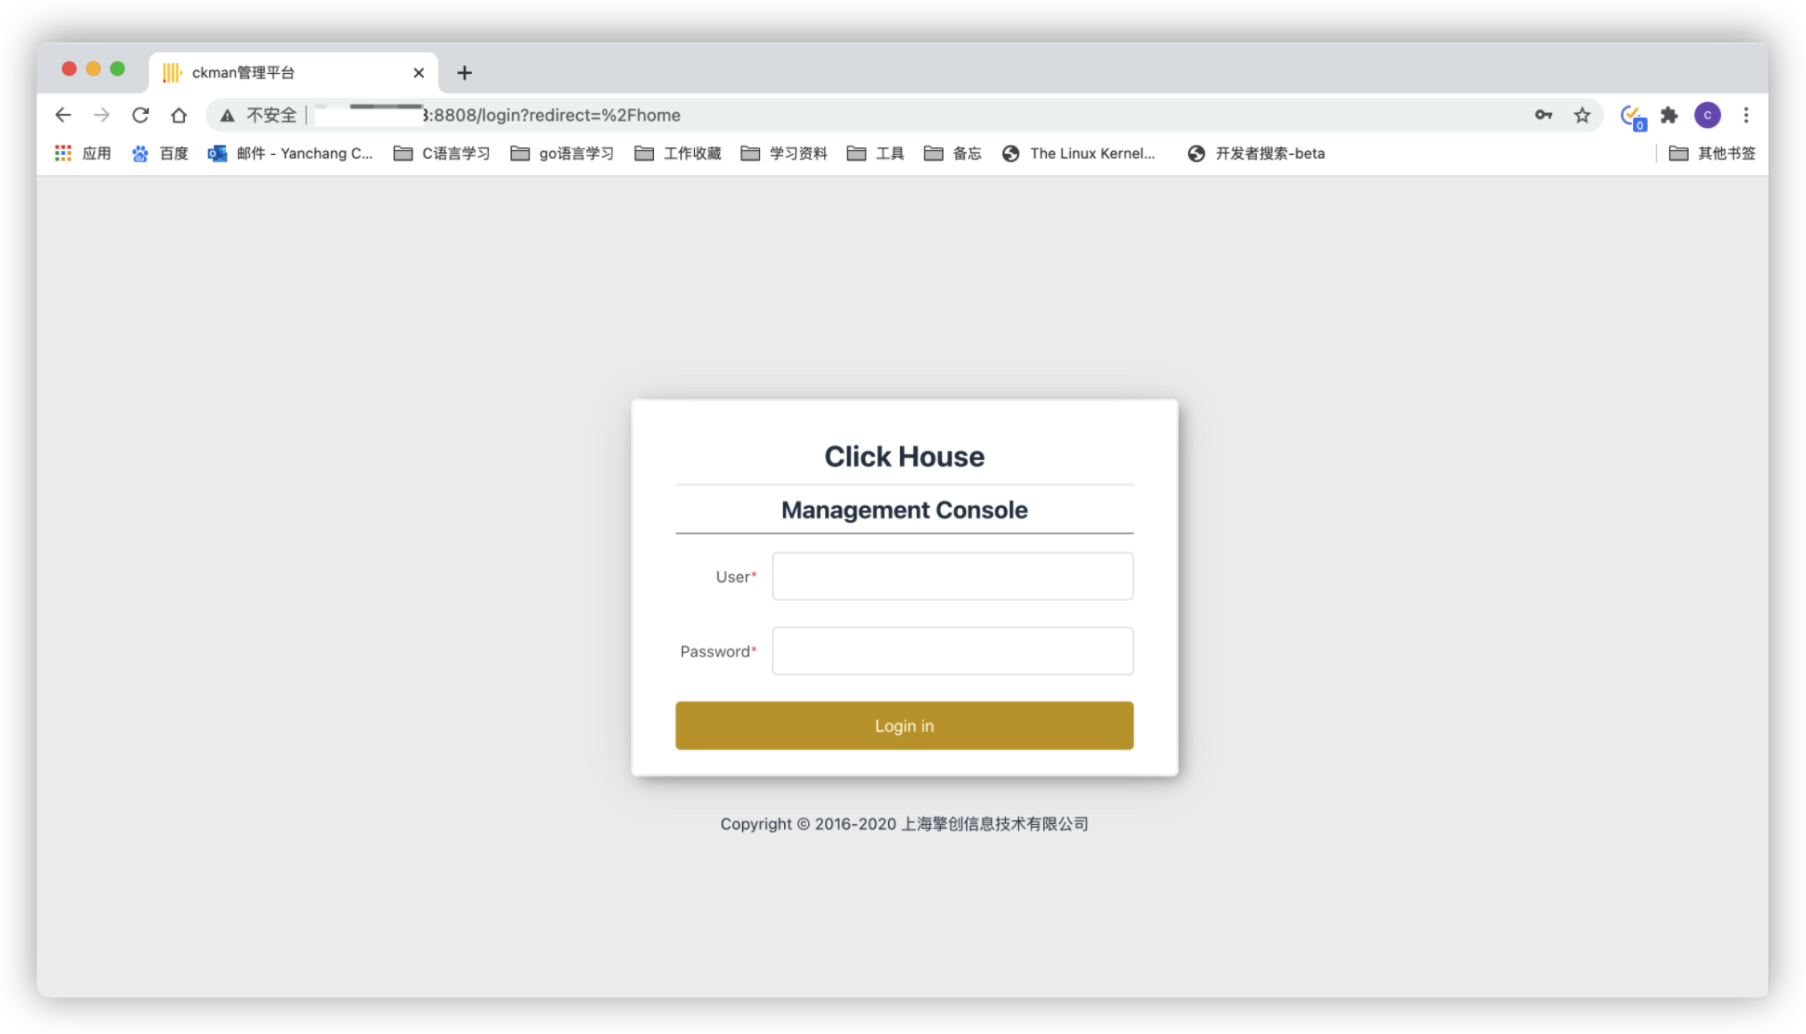 ckman管理平台
不安全 | 3:8808/login?redirect=%2Fhome
0
C
应用 百度 邮件 - Yanchang C... C语言学习 go语言学习 工作收藏 学习资料 工具 备忘 The Linux Kernel... 开发者搜索-beta 其他书签
Click House
Management Console
User*
Password*
Login in
Copyright © 2016-2020 上海擎创信息技术有限公司